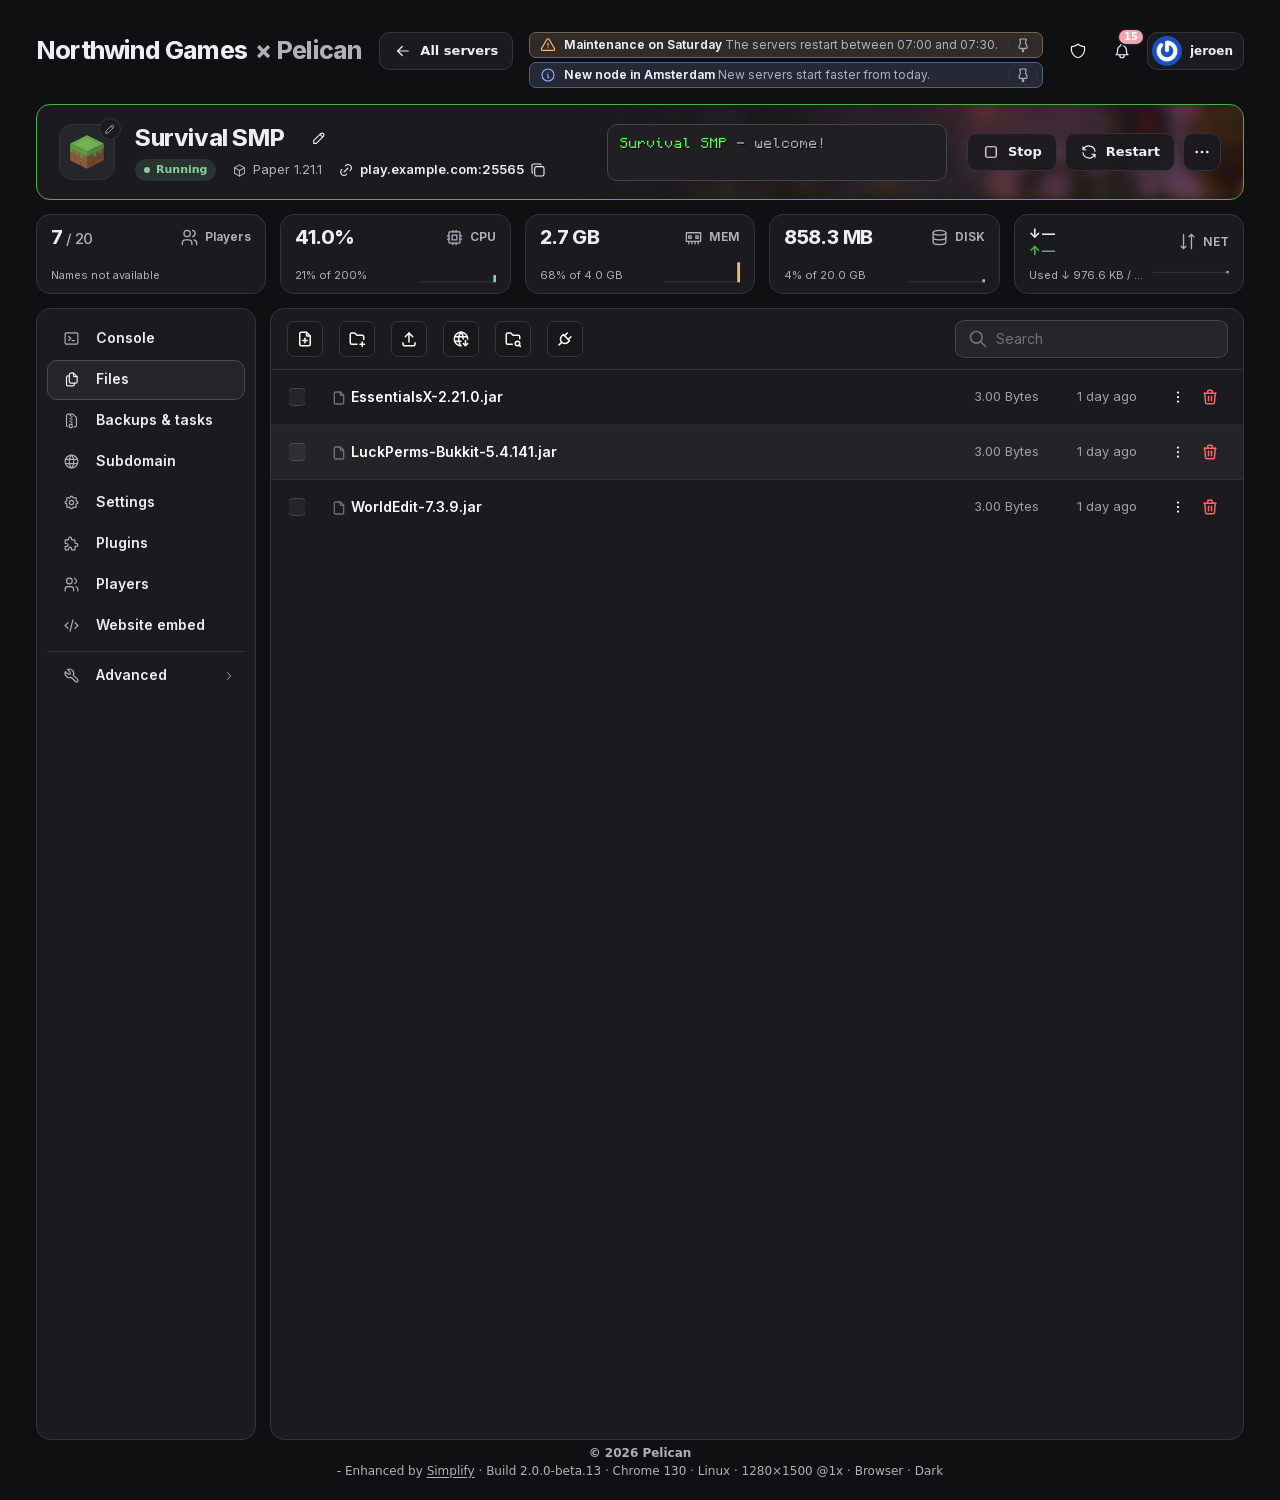 Northwind Games × Pelican
All servers
Maintenance on Saturday The servers restart between 07:00 and 07:30.
New node in Amsterdam New servers start faster from today.
15
jeroen
Survival SMP
Running
Paper 1.21.1
play.example.com:25565
Survival SMP - welcome!
Stop
Restart
7 / 20
Players
Names not available
41.0%
CPU
21% of 200%
2.7 GB
MEM
68% of 4.0 GB
858.3 MB
DISK
4% of 20.0 GB
↓—
↑—
NET
Used ↓ 976.6 KB / ...
Console
Files
Backups & tasks
Subdomain
Settings
Plugins
Players
Website embed
Advanced
Search
EssentialsX-2.21.0.jar
3.00 Bytes
1 day ago
LuckPerms-Bukkit-5.4.141.jar
3.00 Bytes
1 day ago
WorldEdit-7.3.9.jar
3.00 Bytes
1 day ago
© 2026 Pelican
- Enhanced by Simplify · Build 2.0.0-beta.13 · Chrome 130 · Linux · 1280×1500 @1x · Browser · Dark